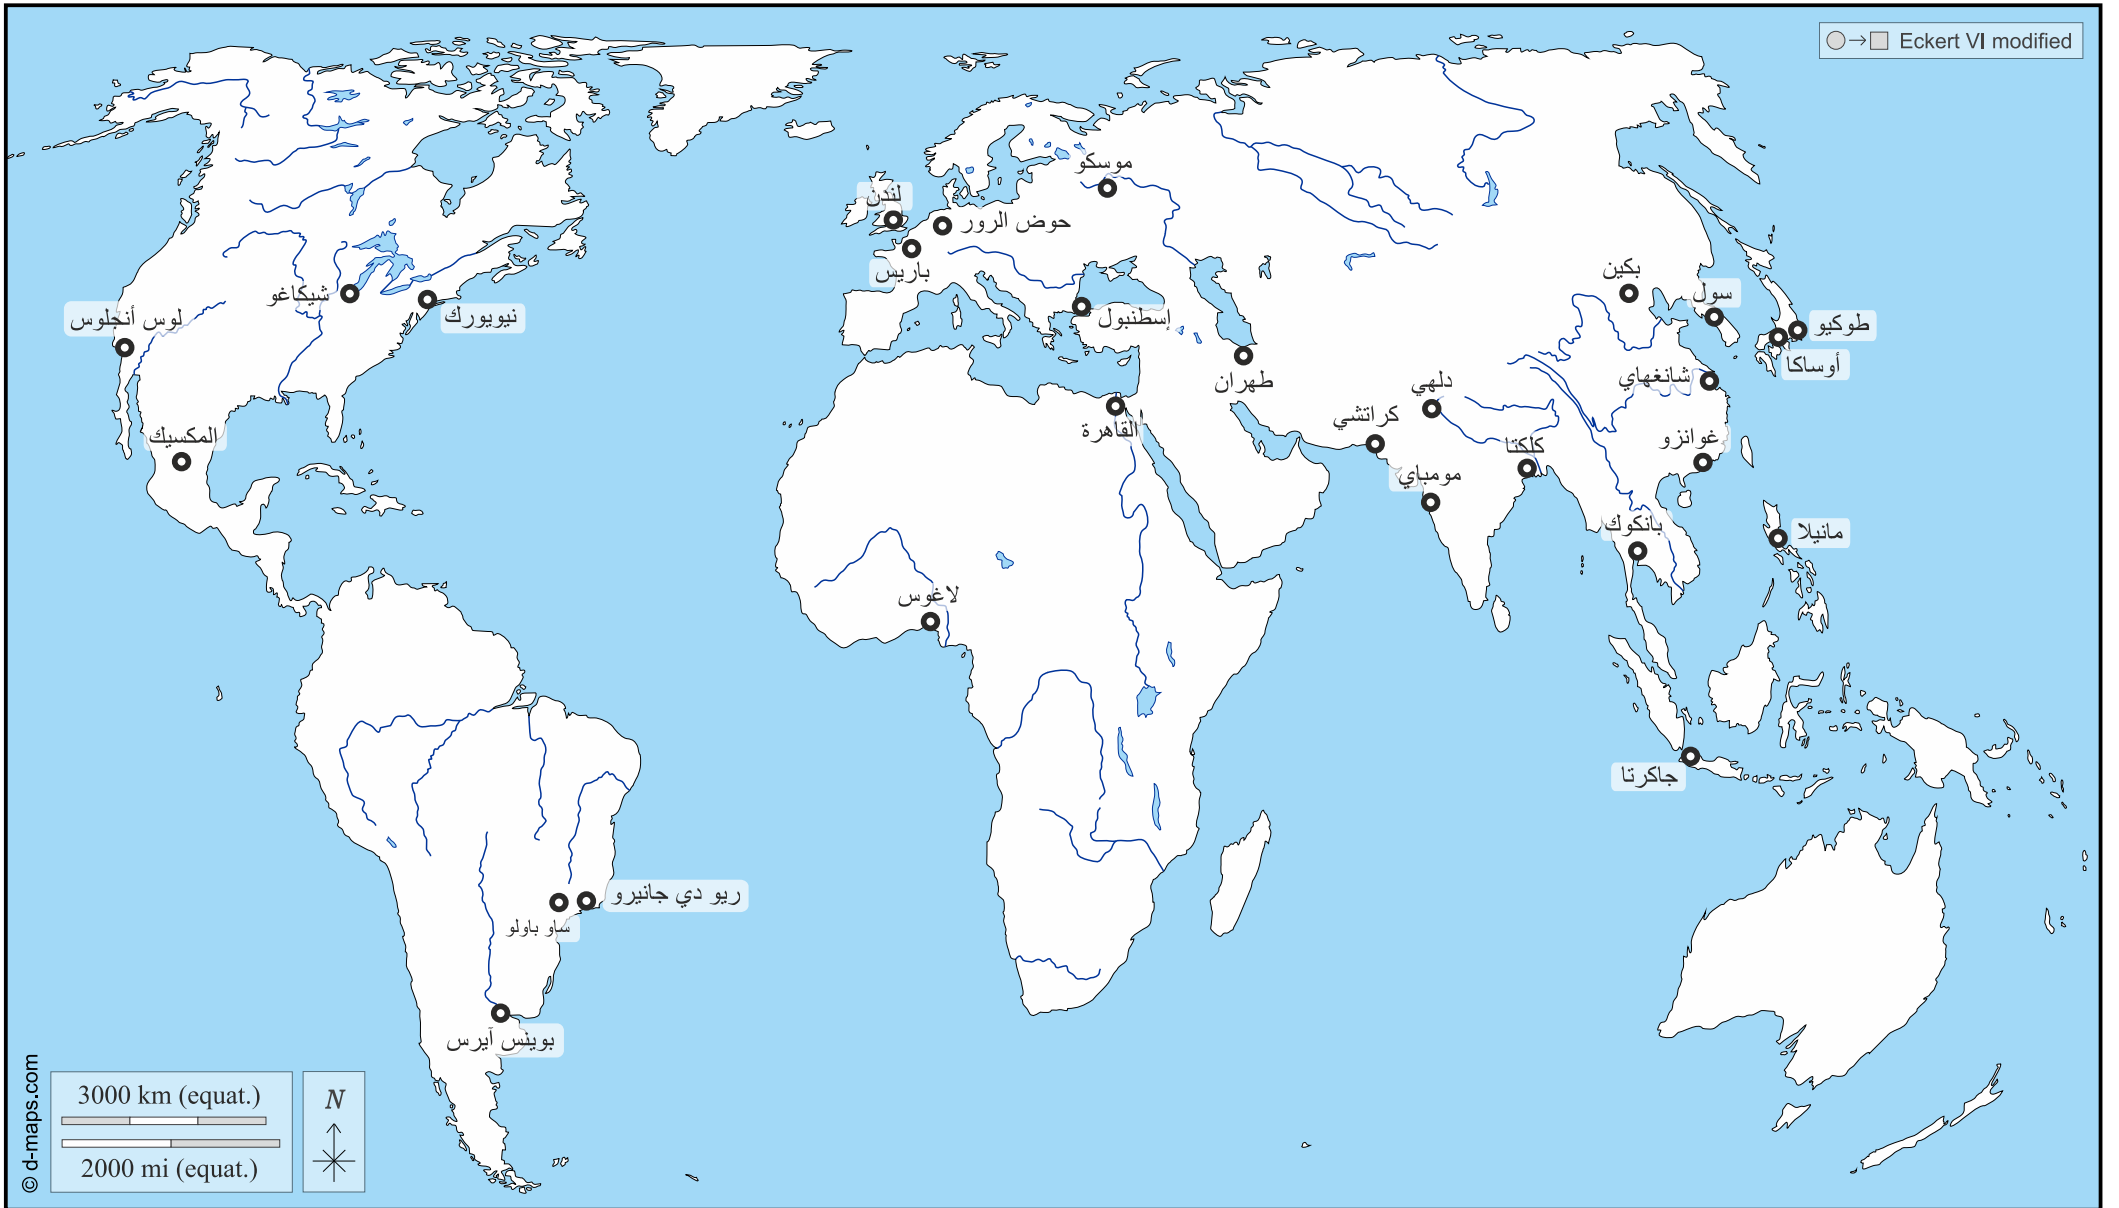 Eckert VI modified
موسكو
لندن
حوض الرور
باريس
بكين
سول
شيكاغو
نيويورك
لوس أنجلوس
إسطنبول
طوكيو
أوساكا
طهران
دلهي
شانغهاي
كراتشي
القاهرة
المكسيك
غوانزو
كلكتا
مومباي
بانكوك
مانيلا
لاغوس
جاكرتا
ريو دي جانيرو
ساو باولو
بوينس آيرس
3000 km (equat.)
2000 mi (equat.)
N
© d-maps.com